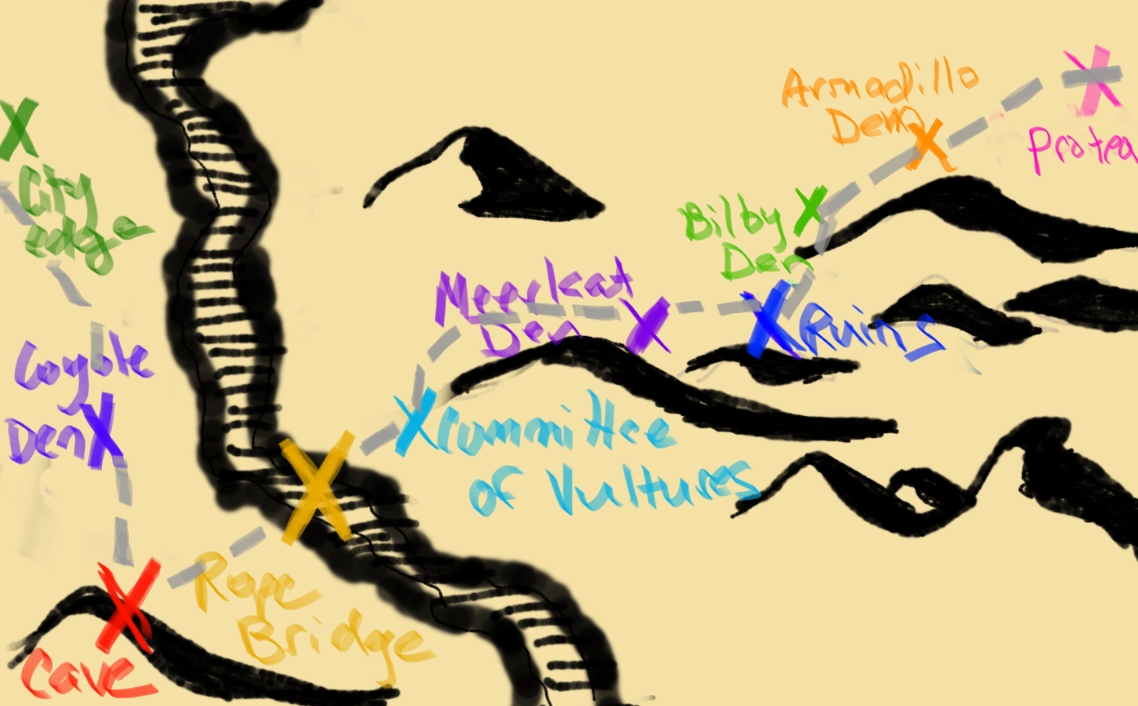 Armadillo
Den
Protea
City
edge
Bilby
Den
Meerkat
Den
Ruins
Coyote
Den
Committee
of Vultures
Rope
Bridge
Cave